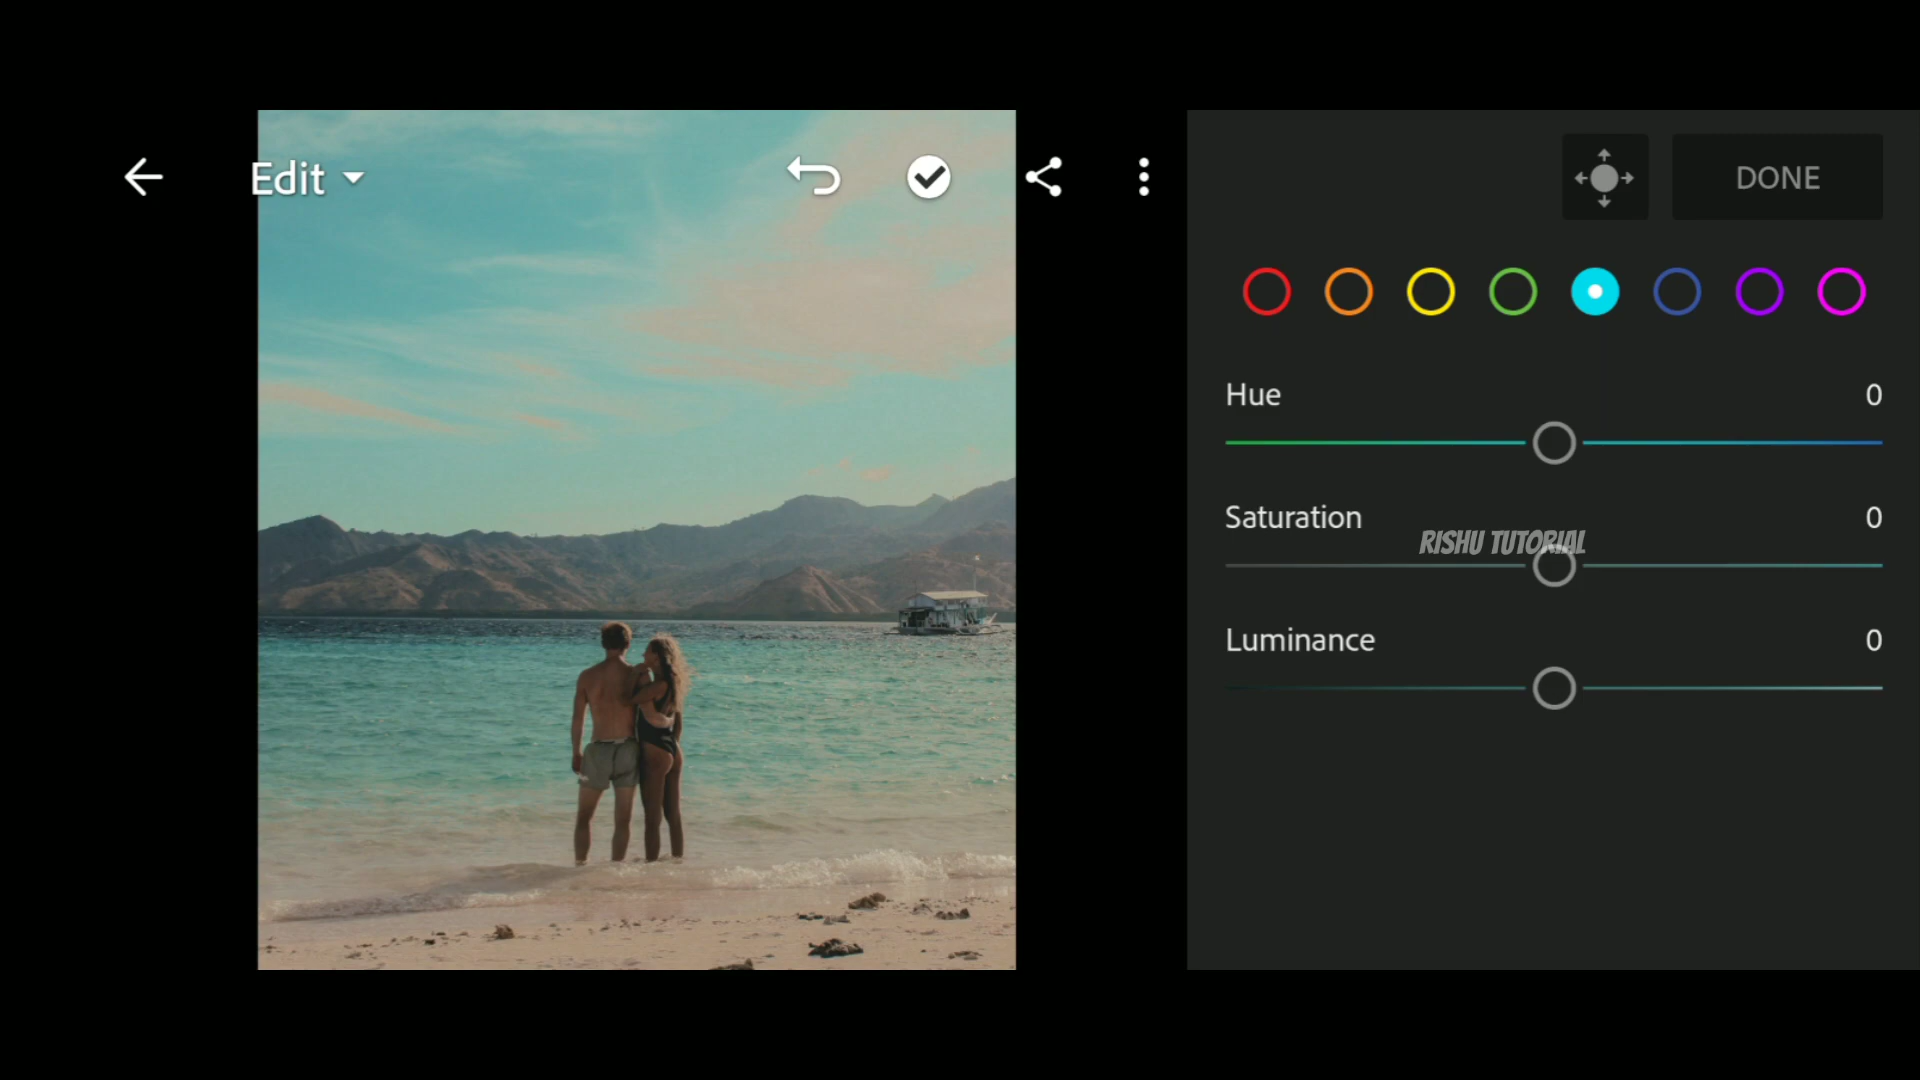 Edit
DONE
Hue 0
Saturation 0
RISHU TUTORIAL
Luminance 0